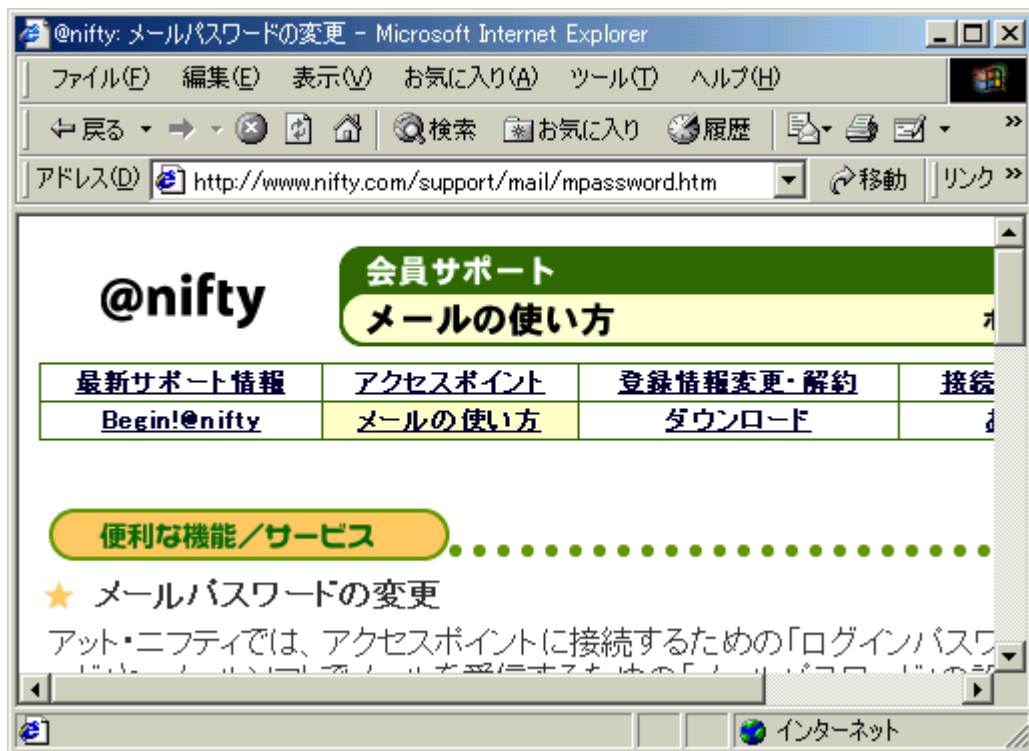 @nifty: メールパスワードの変更 - Microsoft Internet Explorer
ファイル(F) 編集(E) 表示(V) お気に入り(A) ツール(T) ヘルプ(H)
戻る 検索 お気に入り 履歴 »
アドレス(D) http://www.nifty.com/support/mail/mpassword.htm 移動 リンク »
@nifty
会員サポート
メールの使い方
最新サポート情報 アクセスポイント 登録情報変更・解約 接続
Begin!@nifty メールの使い方 ダウンロード
便利な機能/サービス
★ メールパスワードの変更
アット・ニフティでは、アクセスポイントに接続するための「ログインパスワ
インターネット